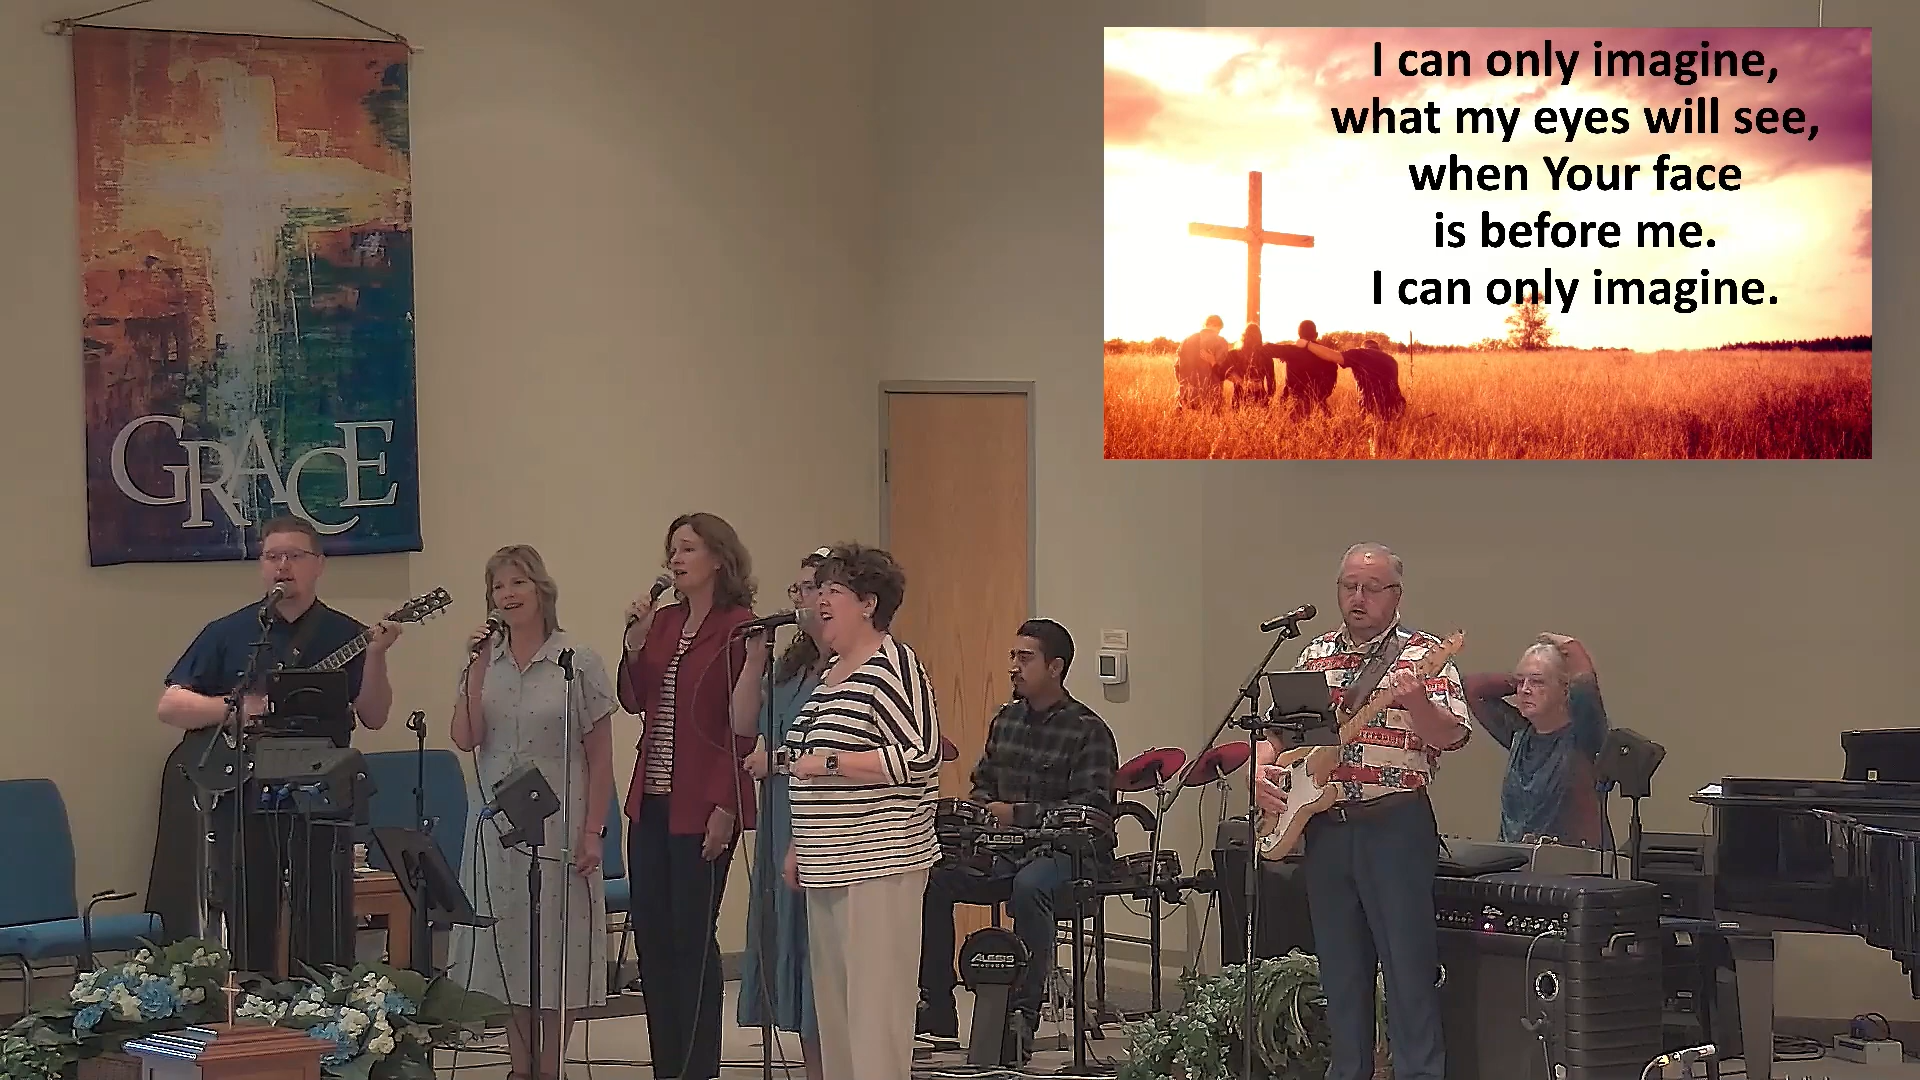 I can only imagine,
what my eyes will see,
when Your face
is before me.
I can only imagine.
GRACE
ALESIS
ALESIS